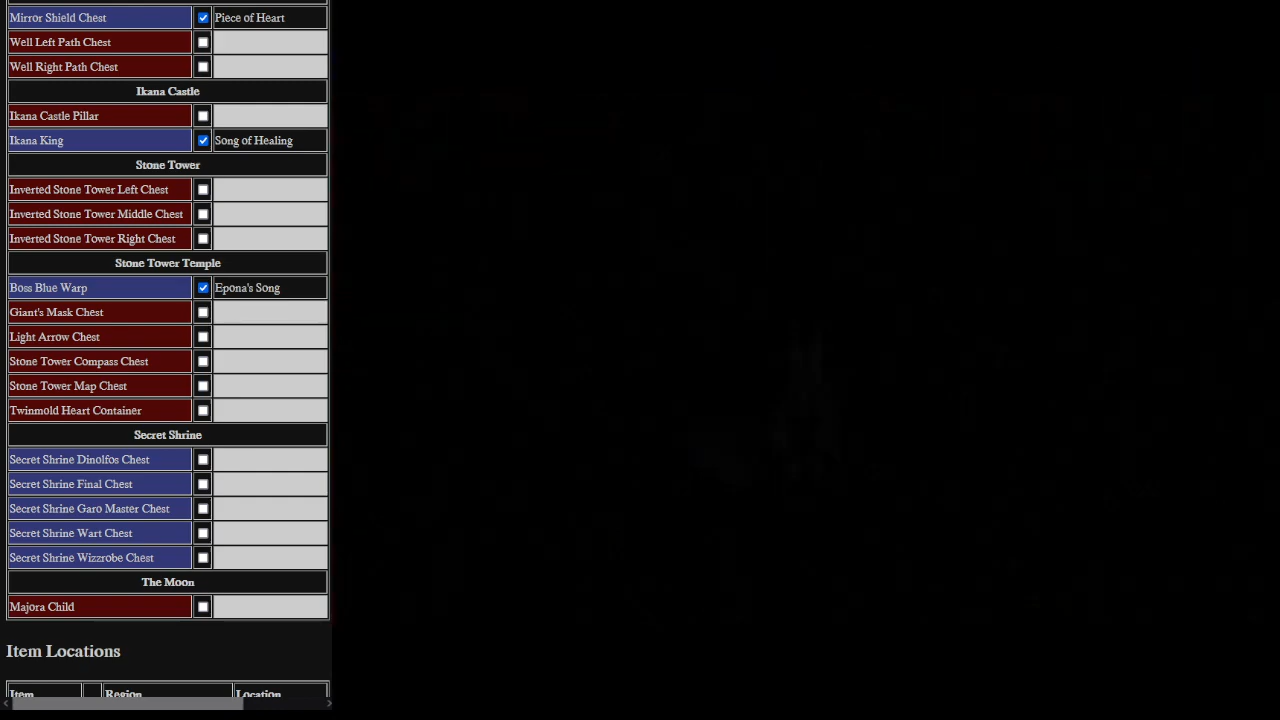 Mirror Shield Chest Piece of Heart
Well Left Path Chest
Well Right Path Chest
Ikana Castle
Ikana Castle Pillar
Ikana King Song of Healing
Stone Tower
Inverted Stone Tower Left Chest
Inverted Stone Tower Middle Chest
Inverted Stone Tower Right Chest
Stone Tower Temple
Boss Blue Warp Epona's Song
Giant's Mask Chest
Light Arrow Chest
Stone Tower Compass Chest
Stone Tower Map Chest
Twinmold Heart Container
Secret Shrine
Secret Shrine Dinolfos Chest
Secret Shrine Final Chest
Secret Shrine Garo Master Chest
Secret Shrine Wart Chest
Secret Shrine Wizzrobe Chest
The Moon
Majora Child
Item Locations
Item Region Location